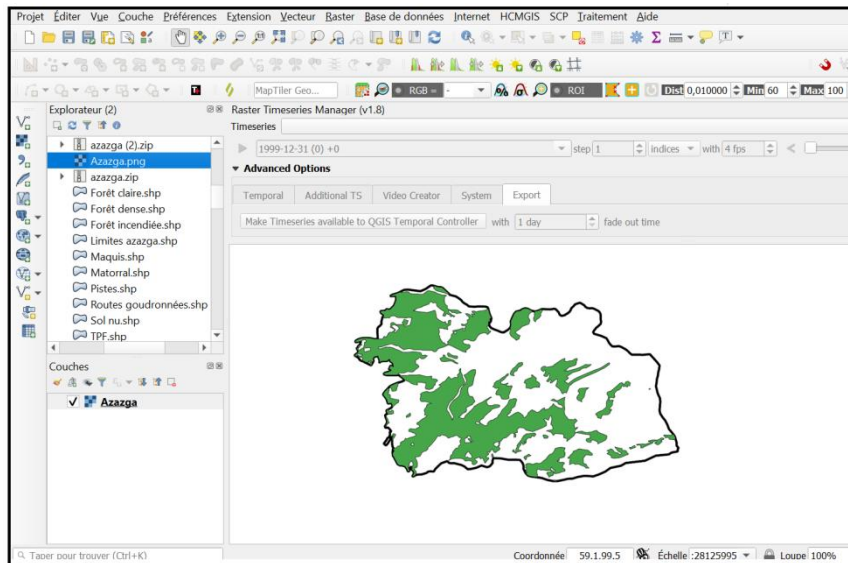 Projet Éditer Vue Couche Préférences Extension Vecteur Raster Base de données Internet HCMGIS SCP Traitement Aide
MapTiler Geo... RGB = - ROI Dist 0,010000 Min 60 Max 100
Explorateur (2)
azazga (2).zip
Azazga.png
azazga.zip
Forêt claire.shp
Forêt dense.shp
Forêt incendiée.shp
Limites azazga.shp
Maquis.shp
Matorral.shp
Pistes.shp
Routes goudronnées.shp
Sol nu.shp
TPF.shp
Couches
Azazga
Raster Timeseries Manager (v1.8)
Timeseries
1999-12-31 (0) +0 step 1 indices with 4 fps <
Advanced Options
Temporal Additional TS Video Creator System Export
Make Timeseries available to QGIS Temporal Controller with 1 day fade out time
Taper pour trouver (Ctrl+K) Coordonnée 59.1,99.5 Échelle :28125995 Loupe 100%